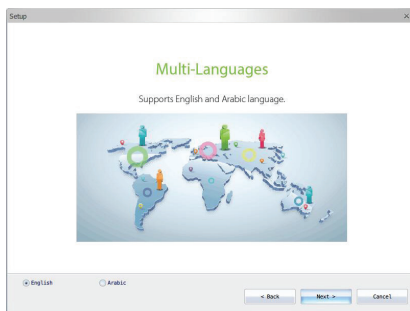 Setup
Multi-Languages
Supports English and Arabic language.
English
Arabic
< Back
Next >
Cancel